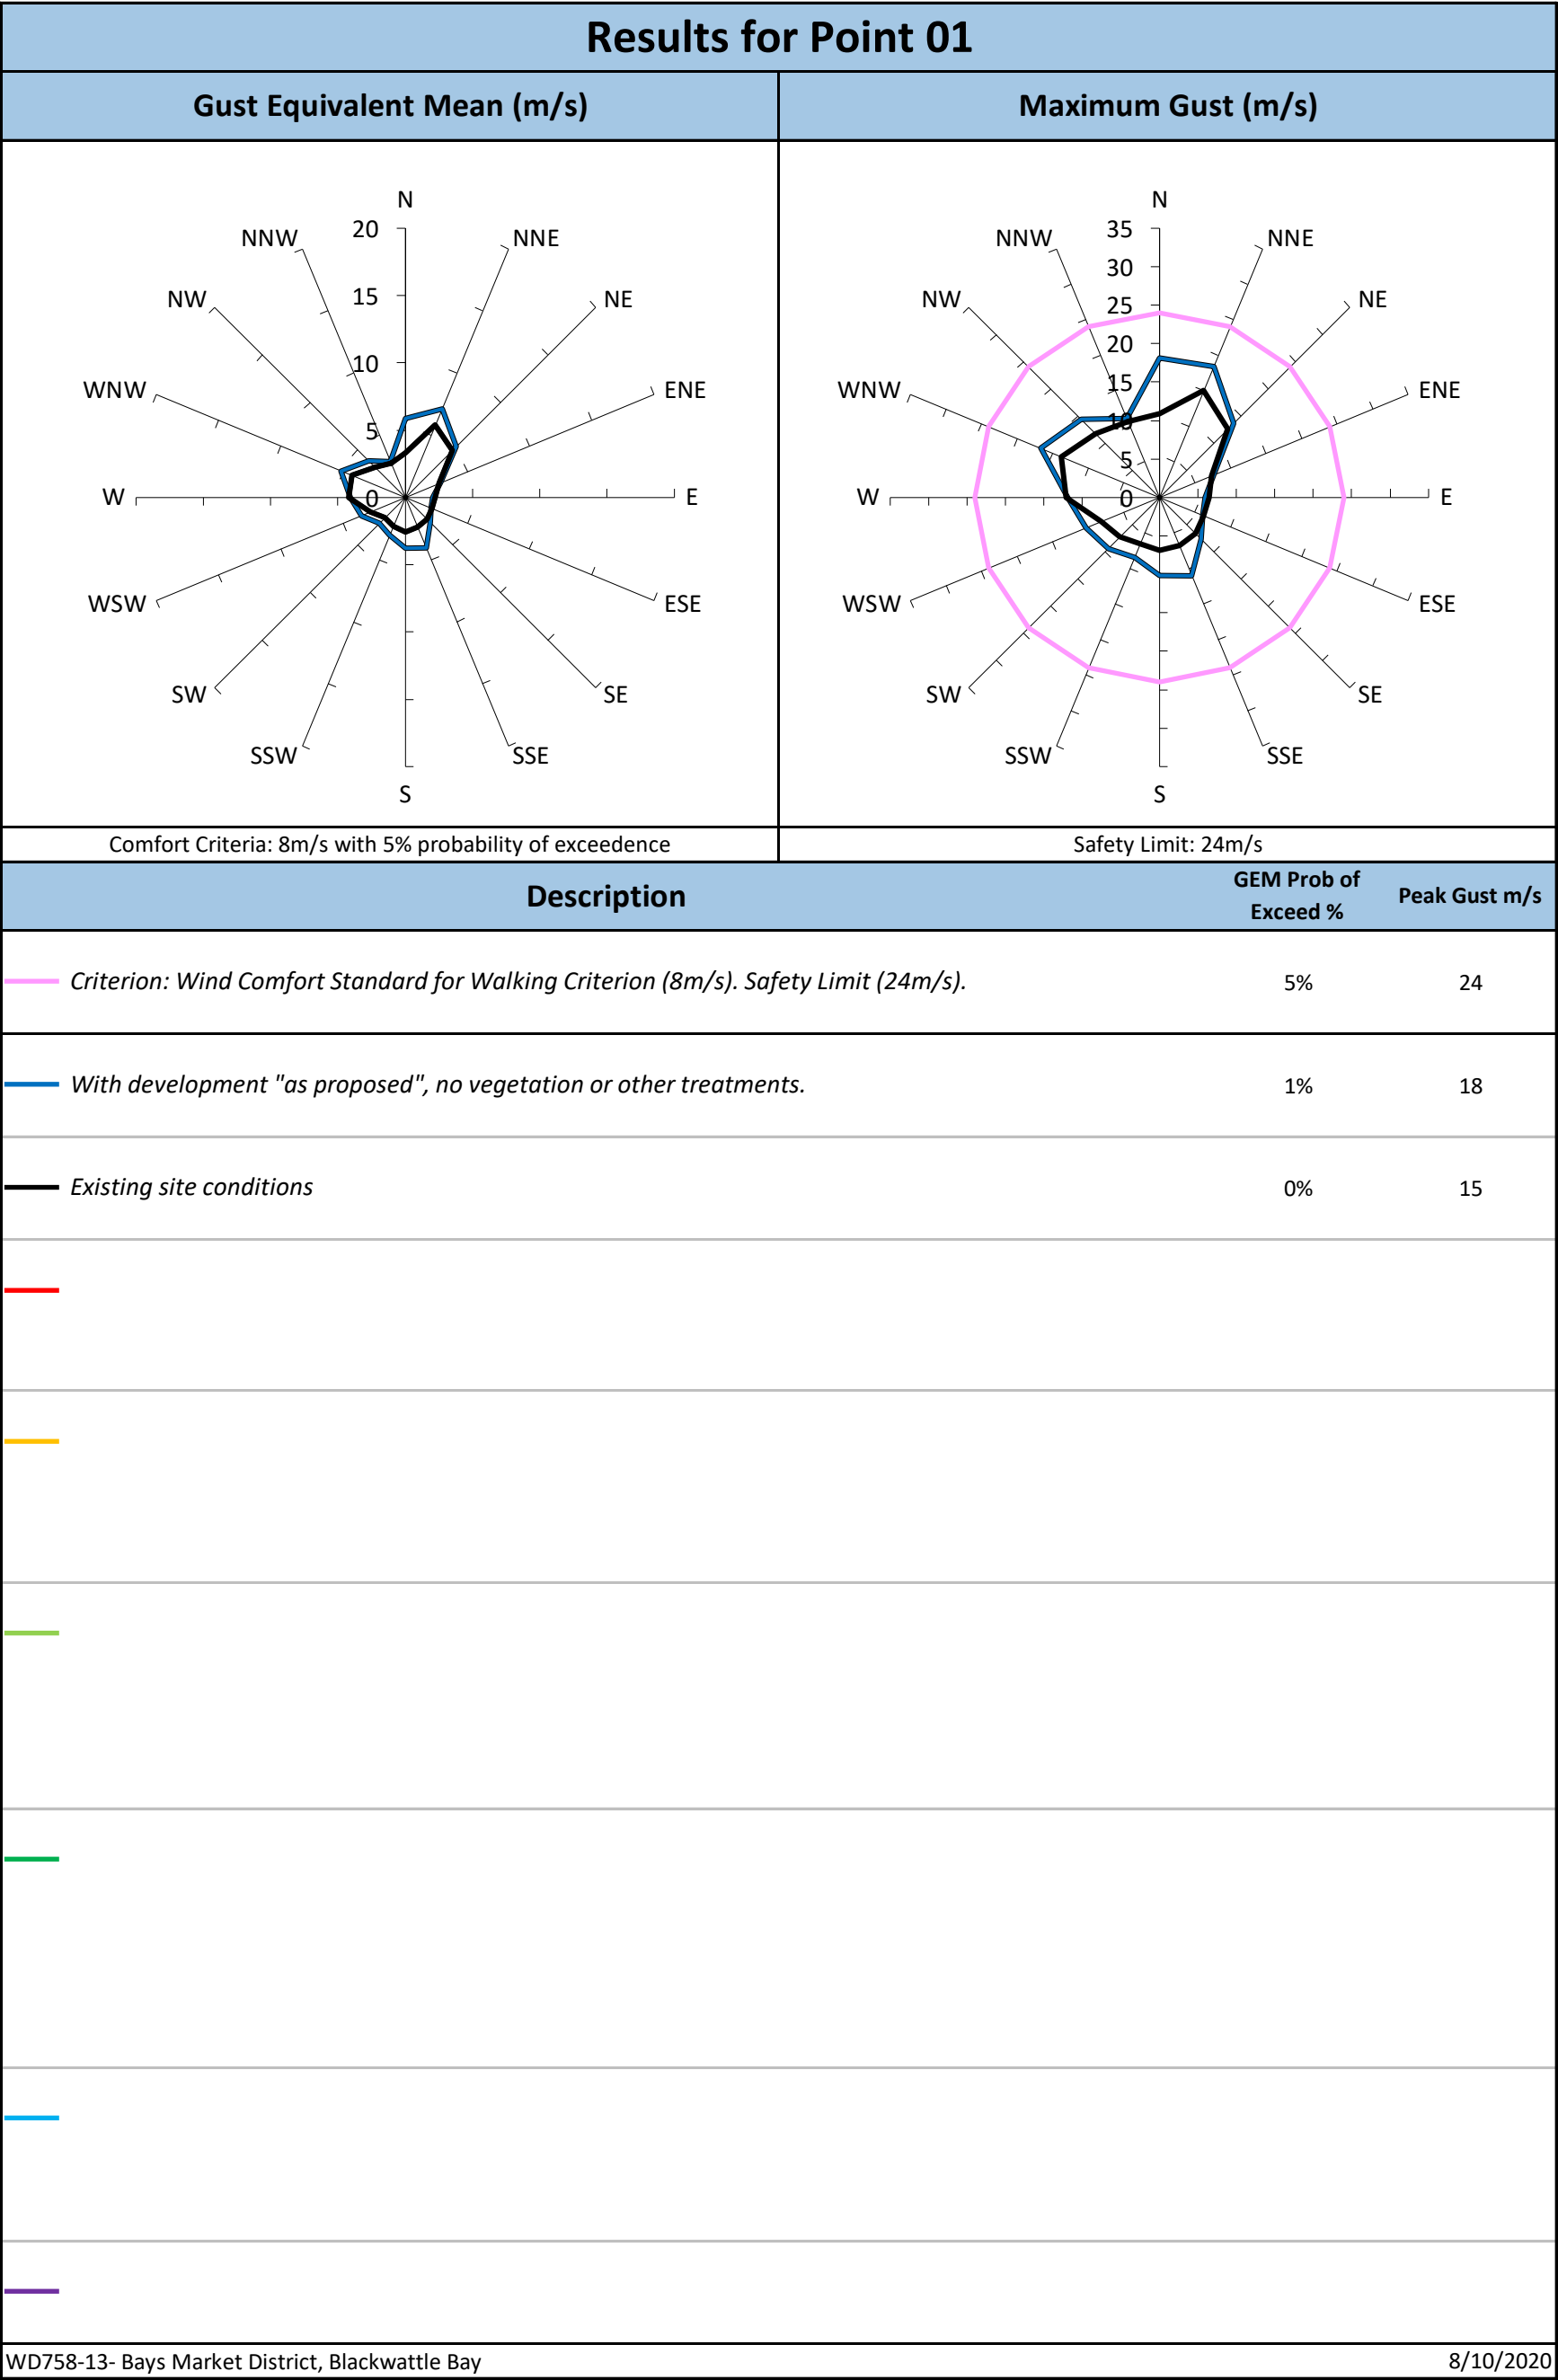 Results for Point 01
Gust Equivalent Mean (m/s)
Maximum Gust (m/s)
N
NNE
NE
ENE
E
ESE
SE
SSE
S
SSW
SW
WSW
W
WNW
NW
NNW
20
15
10
5
0
N
NNE
NE
ENE
E
ESE
SE
SSE
S
SSW
SW
WSW
W
WNW
NW
NNW
35
30
25
20
15
10
5
0
Comfort Criteria: 8m/s with 5% probability of exceedence
Safety Limit: 24m/s
Description
GEM Prob of
Exceed %
Peak Gust m/s
Criterion: Wind Comfort Standard for Walking Criterion (8m/s). Safety Limit (24m/s).
5%
24
With development "as proposed", no vegetation or other treatments.
1%
18
Existing site conditions
0%
15
WD758-13- Bays Market District, Blackwattle Bay
8/10/2020